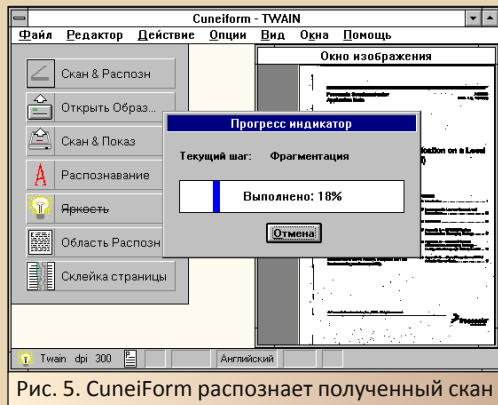 Cuneiform - TWAIN
Файл Редактор Действие Опции Вид Окна Помощь
Окно изображения
Скан & Распозн
Открыть Образ...
Скан & Показ
Распознавание
Яркость
Область Распозн
Склейка страницы
Прогресс индикатор
Текущий шаг: Фрагментация
Выполнено: 18%
Отмена
Twain dpi 300 Английский
Рис. 5. CuneiForm распознает полученный скан